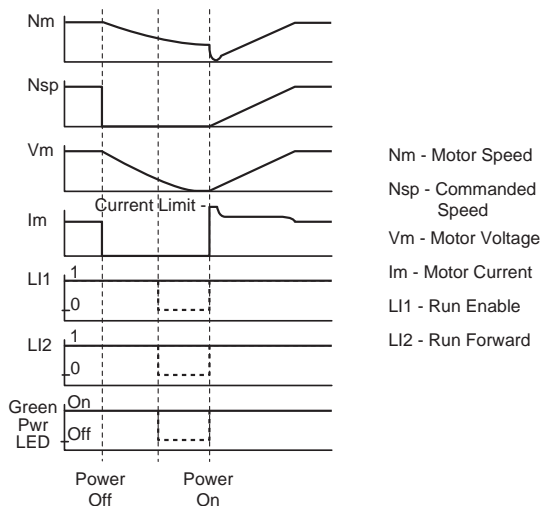 Nm
Nsp
Vm
Current Limit
Im
LI1
1
0
LI2
1
0
Green Pwr LED
On
Off
Power Off
Power On
Nm - Motor Speed
Nsp - Commanded
Speed
Vm - Motor Voltage
Im - Motor Current
LI1 - Run Enable
LI2 - Run Forward